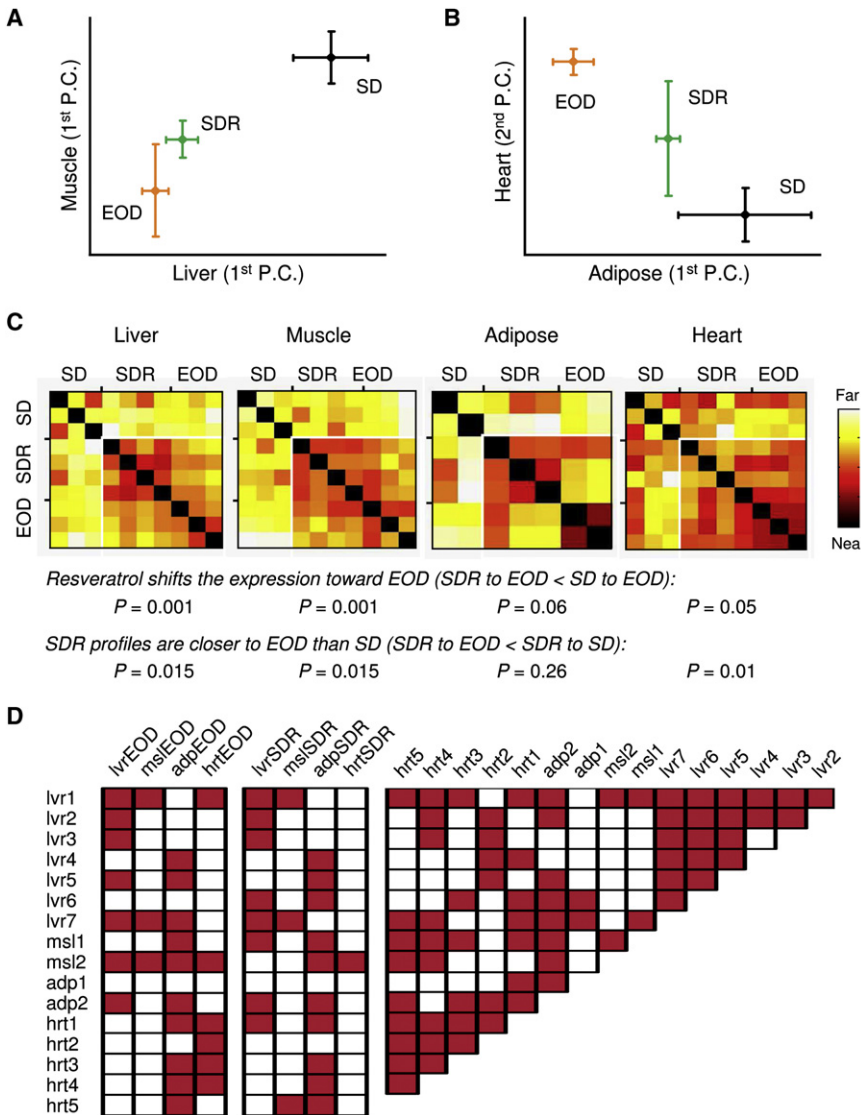 A
B
Muscle (1st P.C.)
SD
SDR
EOD
Liver (1st P.C.)
Heart (2nd P.C.)
EOD
SDR
SD
Adipose (1st P.C.)
C
Liver Muscle Adipose Heart
SD SDR EOD SD SDR EOD SD SDR EOD SD SDR EOD
SD
SDR
EOD
Far
Nea
Resveratrol shifts the expression toward EOD (SDR to EOD < SD to EOD):
P = 0.001 P = 0.001 P = 0.06 P = 0.05
SDR profiles are closer to EOD than SD (SDR to EOD < SDR to SD):
P = 0.015 P = 0.015 P = 0.26 P = 0.01
D
lvrEOD mslEOD adpEOD hrtEOD lvrSDR mslSDR adpSDR hrtSDR hrt5 hrt4 hrt3 hrt2 hrt1 adp2 adp1 msl2 msl1 lvr7 lvr6 lvr5 lvr4 lvr3 lvr2
lvr1
lvr2
lvr3
lvr4
lvr5
lvr6
lvr7
msl1
msl2
adp1
adp2
hrt1
hrt2
hrt3
hrt4
hrt5